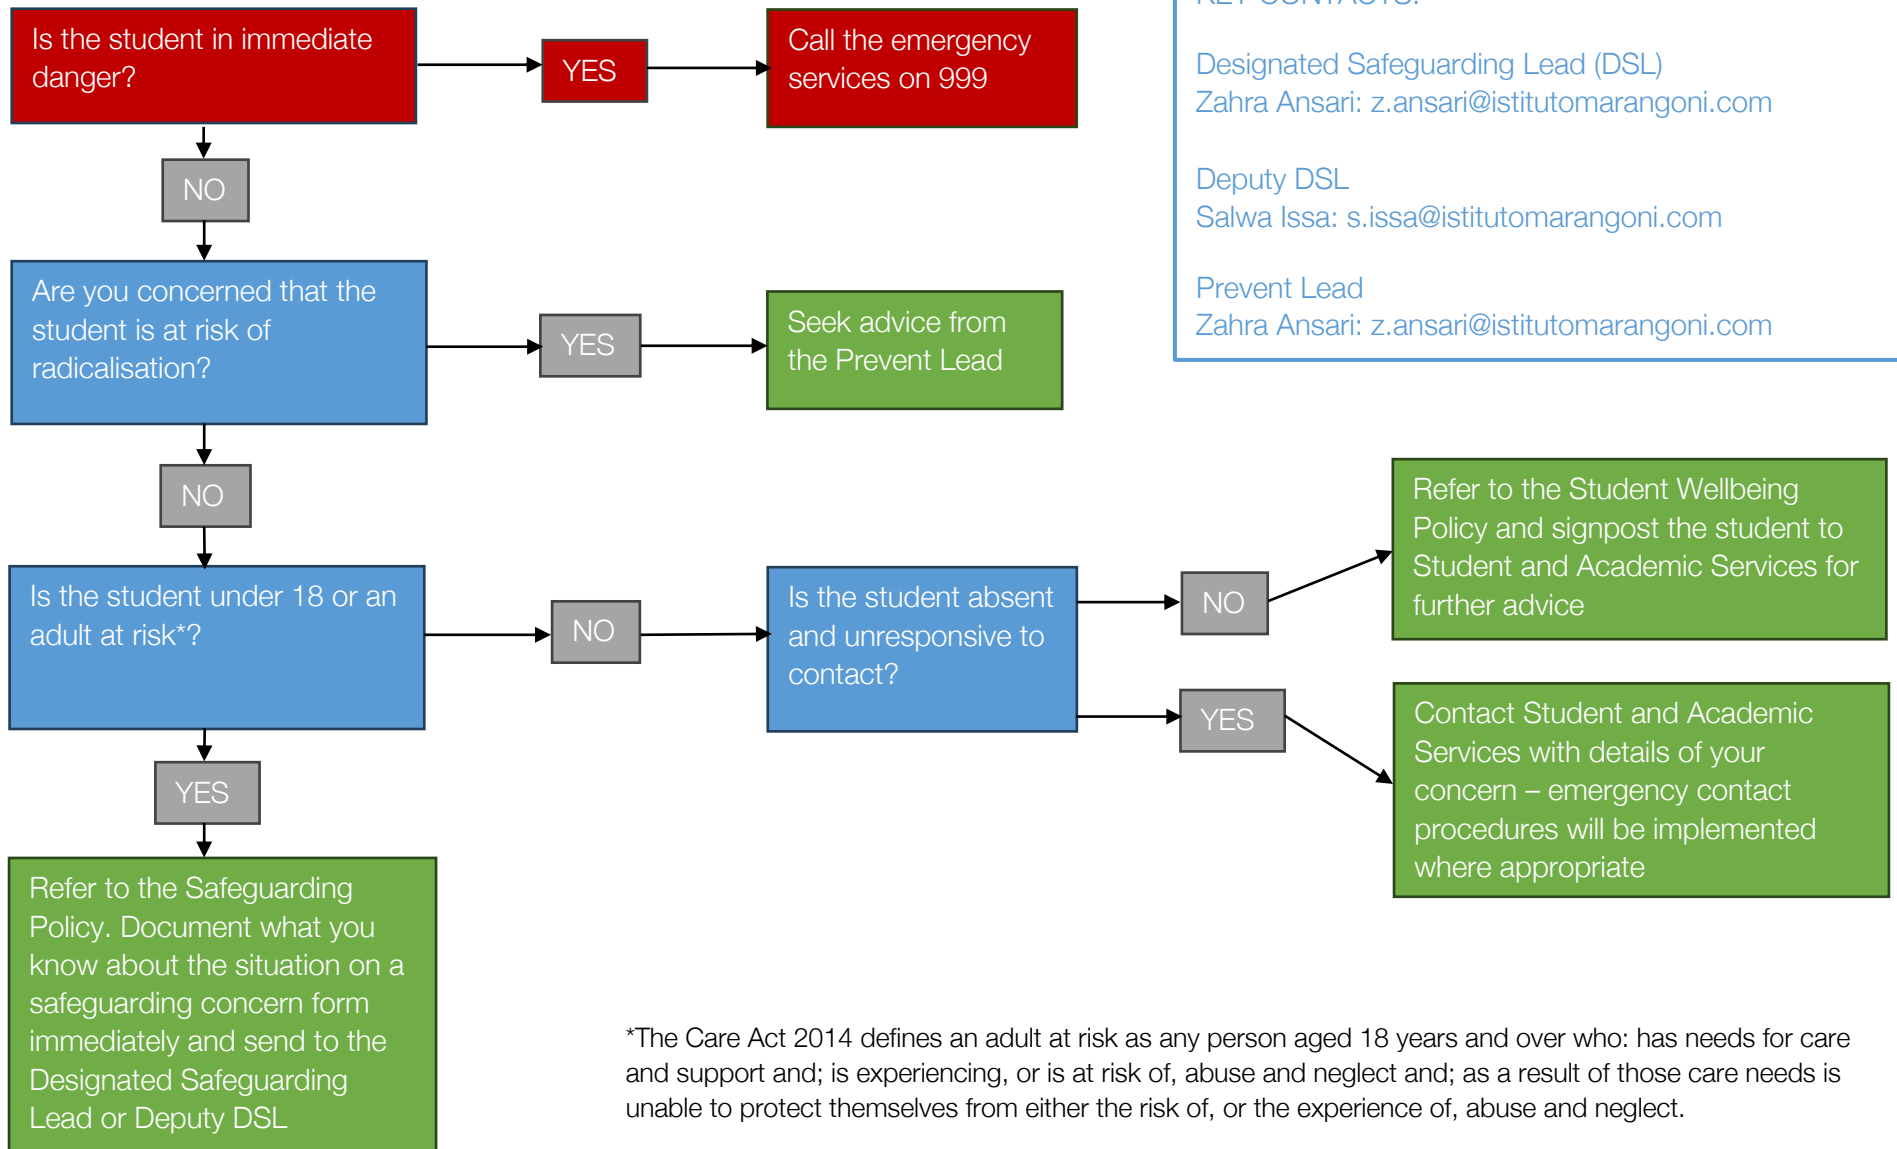 KEY CONTACTS:
Designated Safeguarding Lead (DSL)
Zahra Ansari: z.ansari@istitutomarangoni.com
Deputy DSL
Salwa Issa: s.issa@istitutomarangoni.com
Prevent Lead
Zahra Ansari: z.ansari@istitutomarangoni.com
Is the student in immediate
danger?
YES
Call the emergency
services on 999
NO
Are you concerned that the
student is at risk of
radicalisation?
YES
Seek advice from
the Prevent Lead
NO
Is the student under 18 or an
adult at risk*?
NO
Is the student absent
and unresponsive to
contact?
NO
Refer to the Student Wellbeing
Policy and signpost the student to
Student and Academic Services for
further advice
YES
Contact Student and Academic
Services with details of your
concern – emergency contact
procedures will be implemented
where appropriate
YES
Refer to the Safeguarding
Policy. Document what you
know about the situation on a
safeguarding concern form
immediately and send to the
Designated Safeguarding
Lead or Deputy DSL
*The Care Act 2014 defines an adult at risk as any person aged 18 years and over who: has needs for care
and support and; is experiencing, or is at risk of, abuse and neglect and; as a result of those care needs is
unable to protect themselves from either the risk of, or the experience of, abuse and neglect.